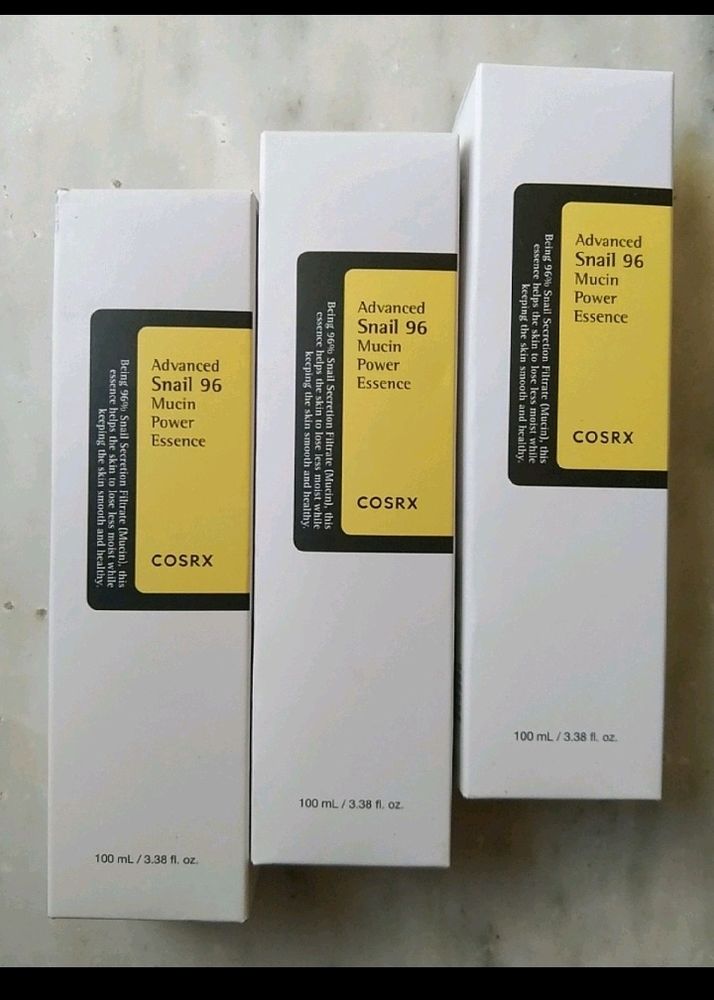 Advanced
Snail 96
Mucin
Power
Essence
COSRX
Being 96% Snail Secretion Filtrate (Mucin), this
essence helps the skin to lose less moist while
keeping the skin smooth and healthy.
100 mL / 3.38 fl. oz.
Advanced
Snail 96
Mucin
Power
Essence
COSRX
Being 96% Snail Secretion Filtrate (Mucin), this
essence helps the skin to lose less moist while
keeping the skin smooth and healthy.
100 mL / 3.38 fl. oz.
Advanced
Snail 96
Mucin
Power
Essence
COSRX
Being 96% Snail Secretion Filtrate (Mucin), this
essence helps the skin to lose less moist while
keeping the skin smooth and healthy.
100 mL / 3.38 fl. oz.